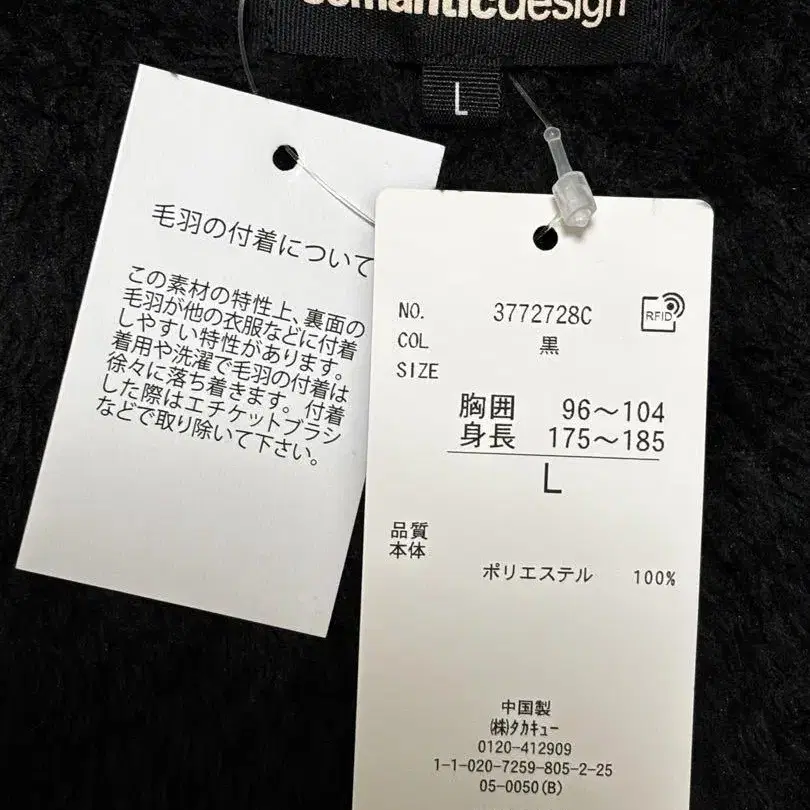 semanticdesign
L
毛羽の付着について
この素材の特性上、裏面の
毛羽が他の衣服などに付着
しやすい特性があります。
着用や洗濯で毛羽の付着は
徐々に落ち着きます。付着
した際はエチケットブラシ
などで取り除いて下さい。
NO. 3772728C
RFID
COL 黒
SIZE
胸囲 96~104
身長 175~185
L
品質
本体
ポリエステル 100%
中国製
(株)タカキュー
0120-412909
1-1-020-7259-805-2-25
05-0050(B)